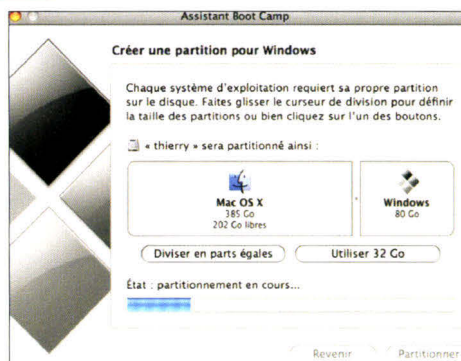 Assistant Boot Camp
Créer une partition pour Windows
Chaque système d'exploitation requiert sa propre partition
sur le disque. Faites glisser le curseur de division pour définir
la taille des partitions ou bien cliquez sur l'un des boutons.
« thierry » sera partitionné ainsi :
Mac OS X
385 Go
202 Go libres
Windows
80 Go
Diviser en parts égales
Utiliser 32 Go
État : partitionnement en cours...
Revenir
Partitionner